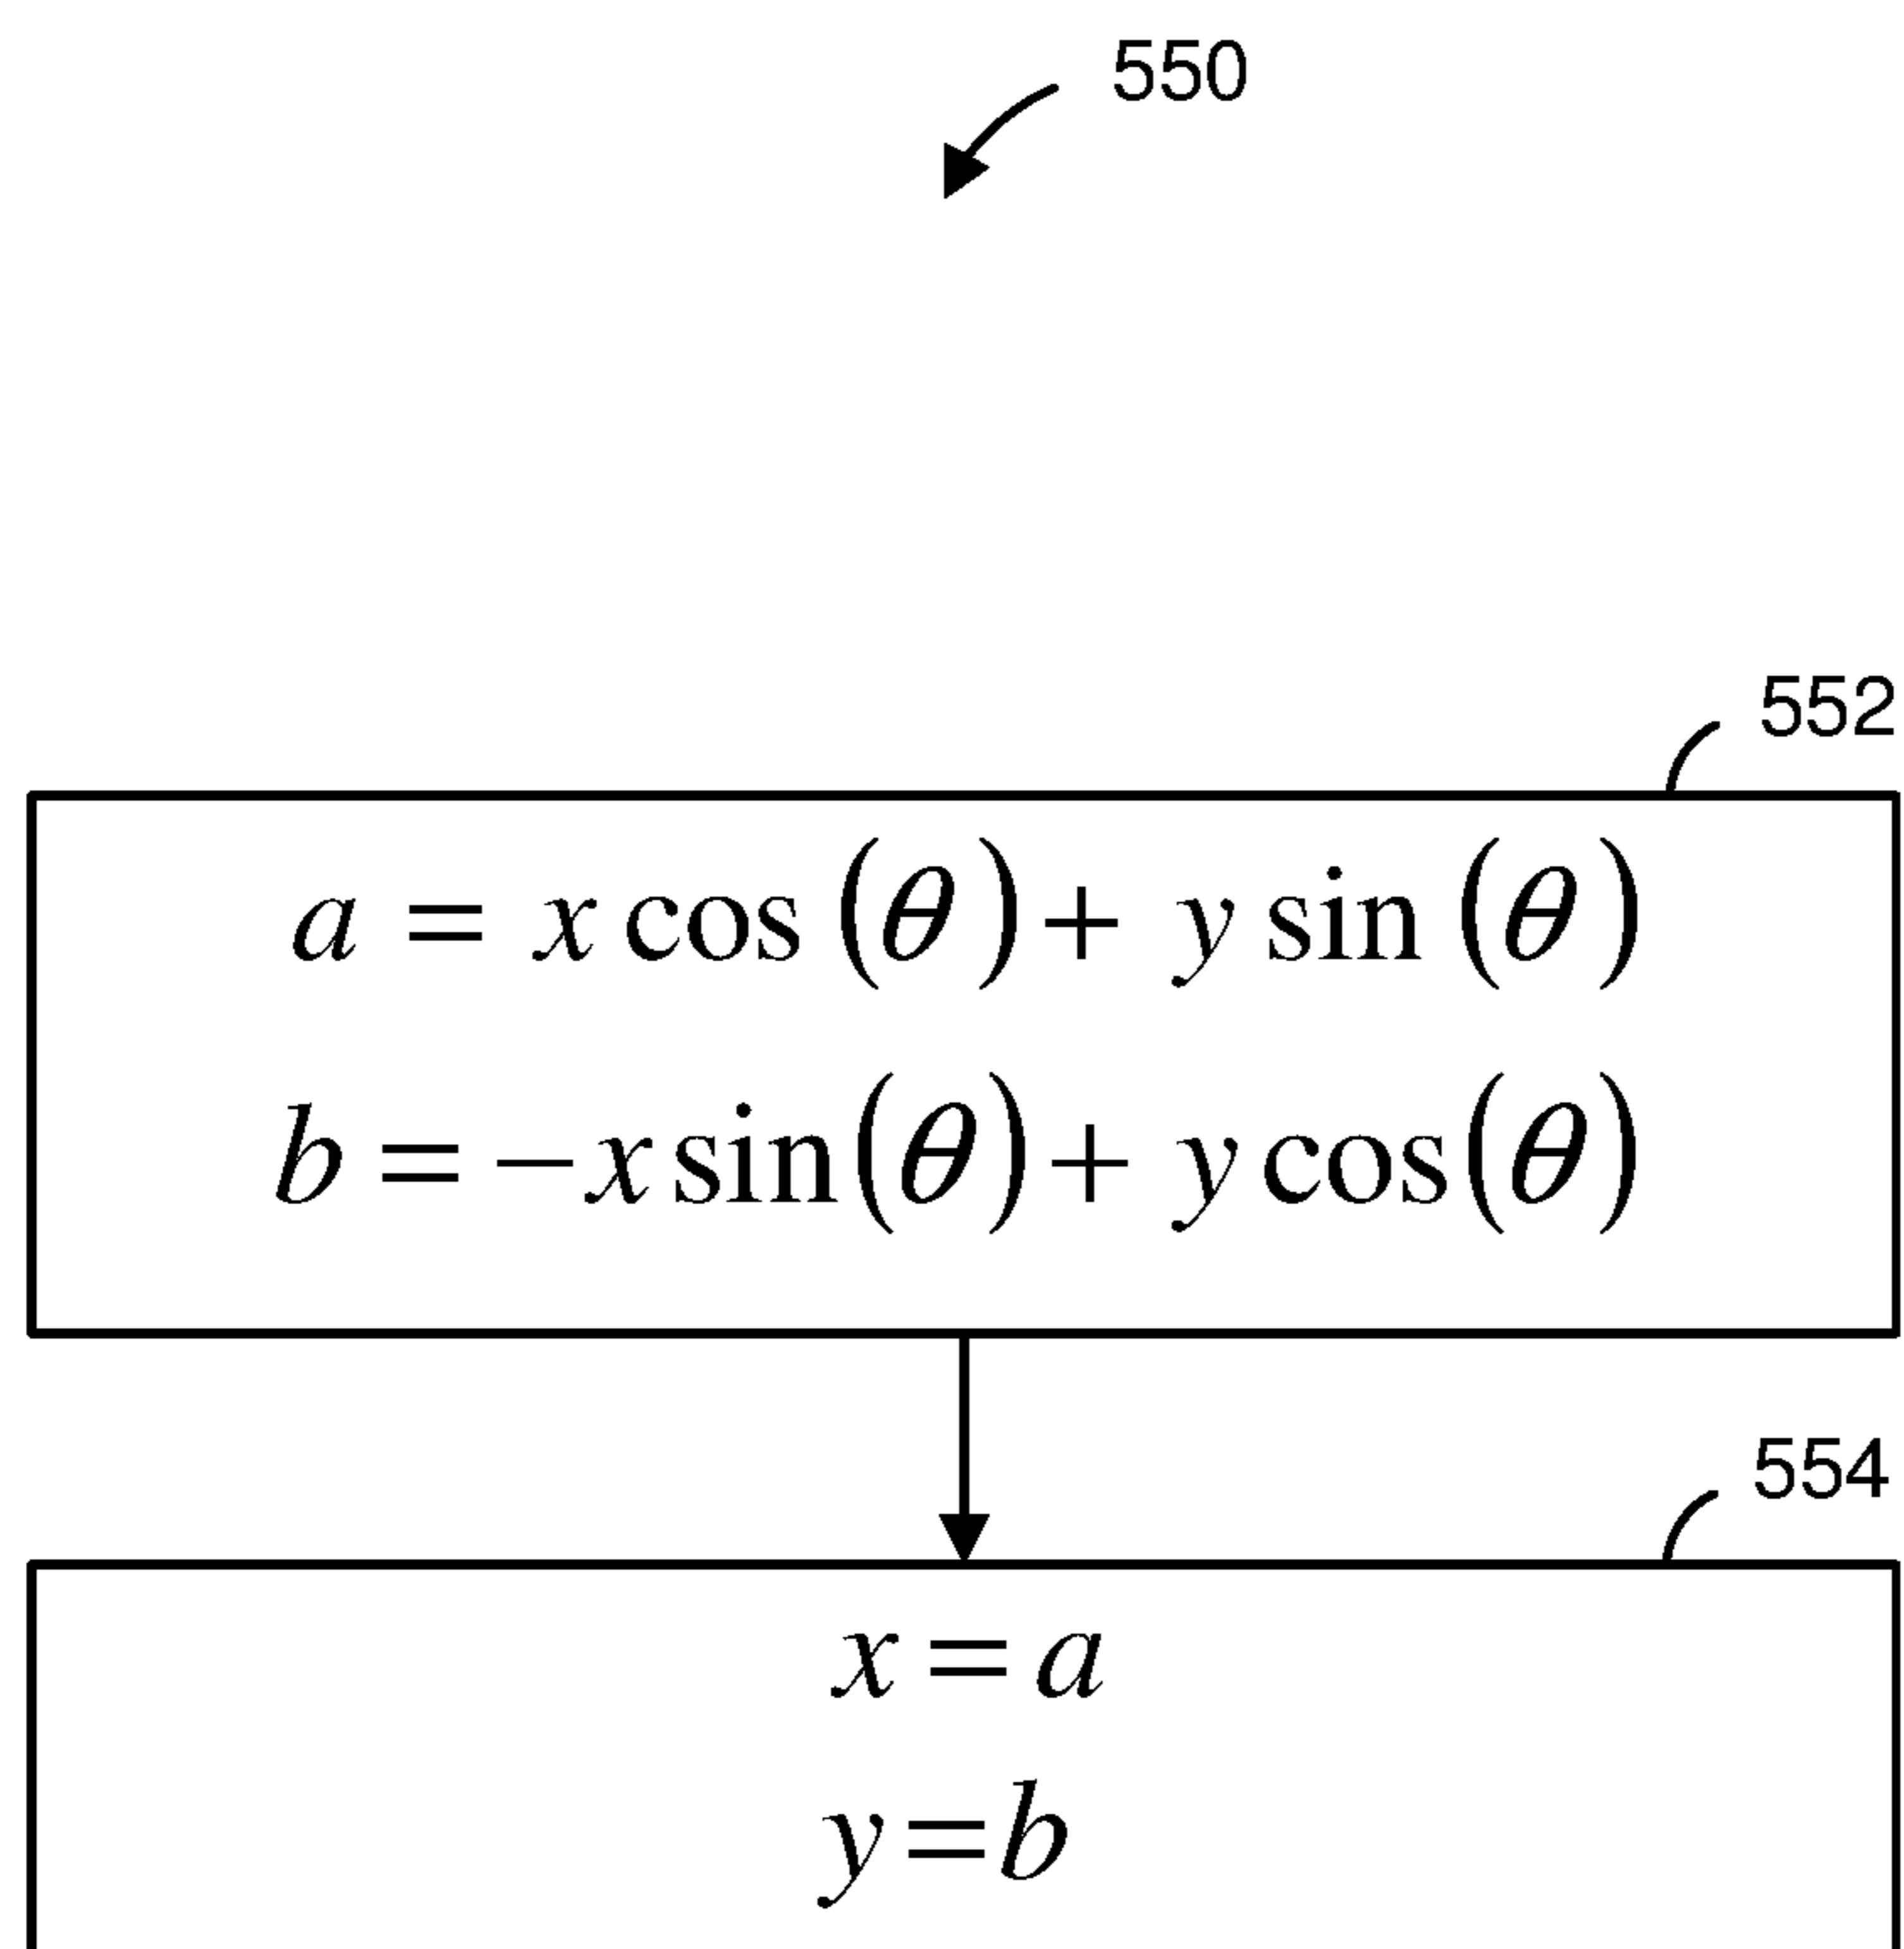 550
552
a = x cos (θ) + y sin (θ)
b = −x sin(θ) + y cos(θ)
554
x = a
y = b